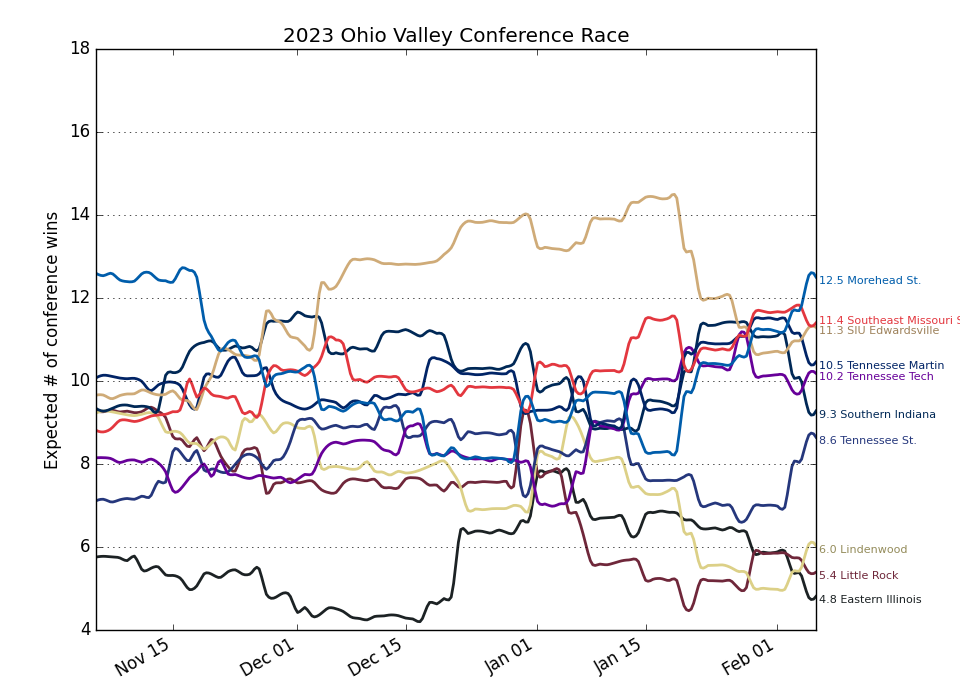 2023 Ohio Valley Conference Race
Expected # of conference wins
18
16
14
12
10
8
6
4
Nov 15
Dec 01
Dec 15
Jan 01
Jan 15
Feb 01
12.5 Morehead St.
11.4 Southeast Missouri S
11.3 SIU Edwardsville
10.5 Tennessee Martin
10.2 Tennessee Tech
9.3 Southern Indiana
8.6 Tennessee St.
6.0 Lindenwood
5.4 Little Rock
4.8 Eastern Illinois